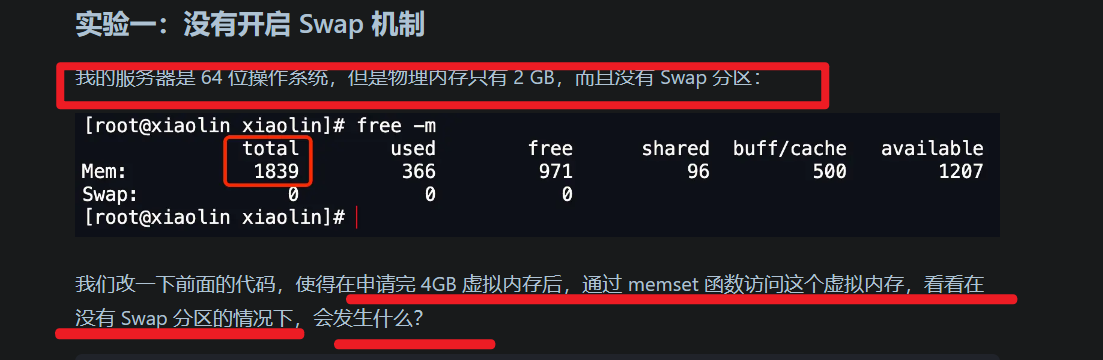 实验一：没有开启 Swap 机制
我的服务器是 64 位操作系统，但是物理内存只有 2 GB，而且没有 Swap 分区：
[root@xiaolin xiaolin]# free -m
total used free shared buff/cache available
Mem: 1839 366 971 96 500 1207
Swap: 0 0 0
[root@xiaolin xiaolin]#
我们改一下前面的代码，使得在申请完 4GB 虚拟内存后，通过 memset 函数访问这个虚拟内存，看看在
没有 Swap 分区的情况下，会发生什么？